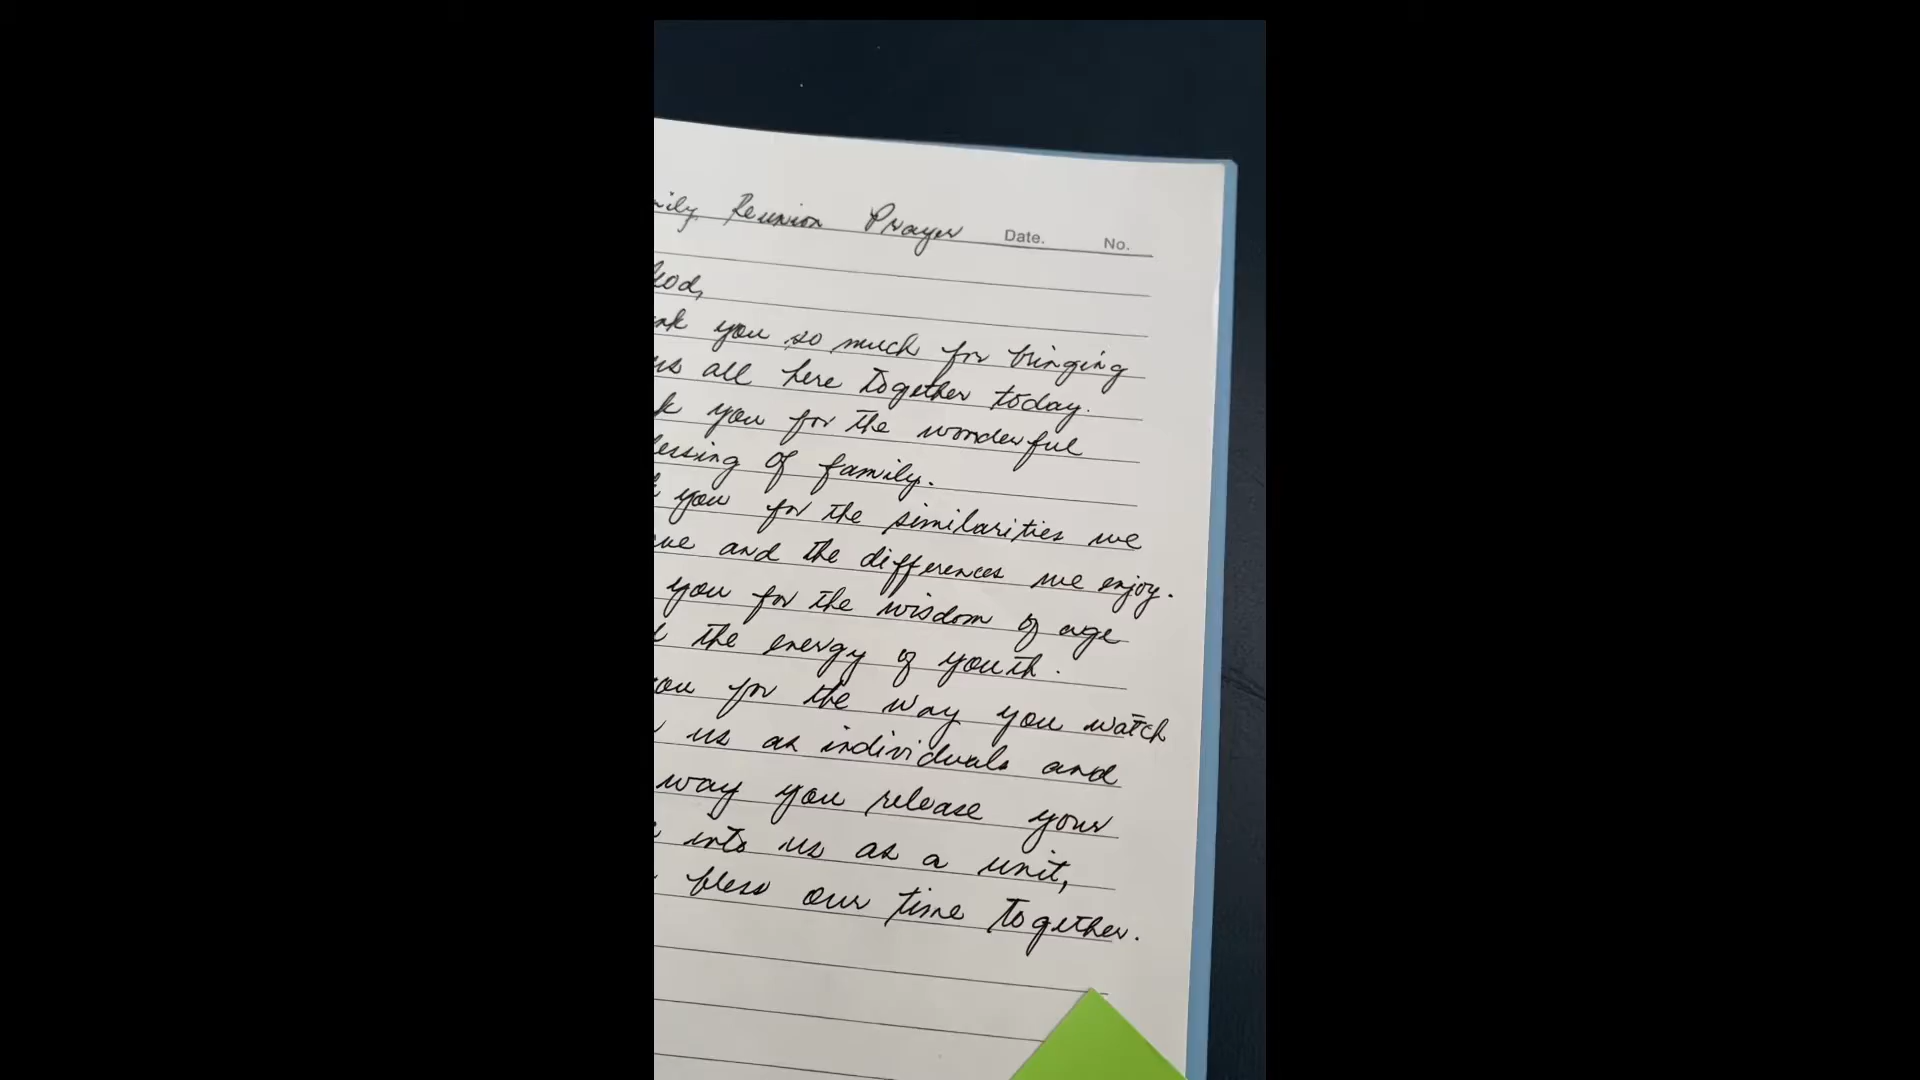 mily Reunion Prayer Date. No.
God,
ank you so much for bringing
us all here together today.
k you for the wonderful
lessing of family.
k you for the similarities we
ve and the differences we enjoy.
you for the wisdom of age
d the energy of youth.
you for the way you watch
us as individuals and
way you release your
e into us as a unit,
bless our time together.